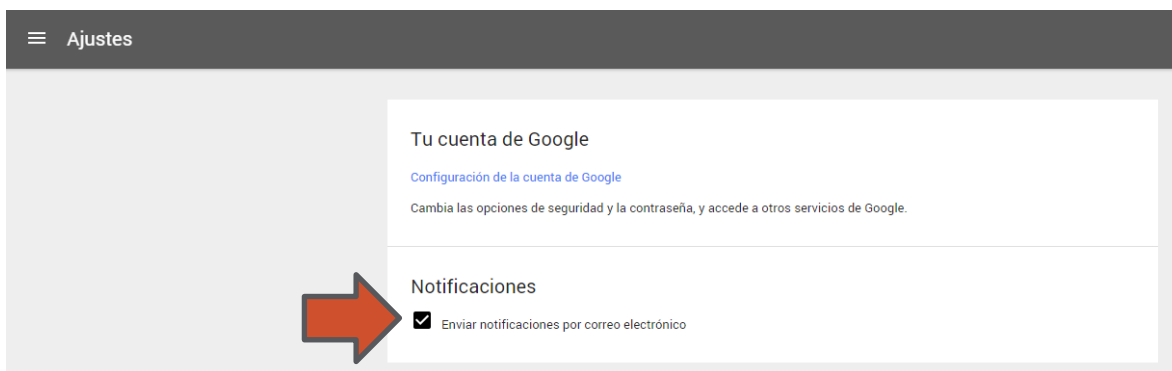 Ajustes
Tu cuenta de Google
Configuración de la cuenta de Google
Cambia las opciones de seguridad y la contraseña, y accede a otros servicios de Google.
Notificaciones
Enviar notificaciones por correo electrónico